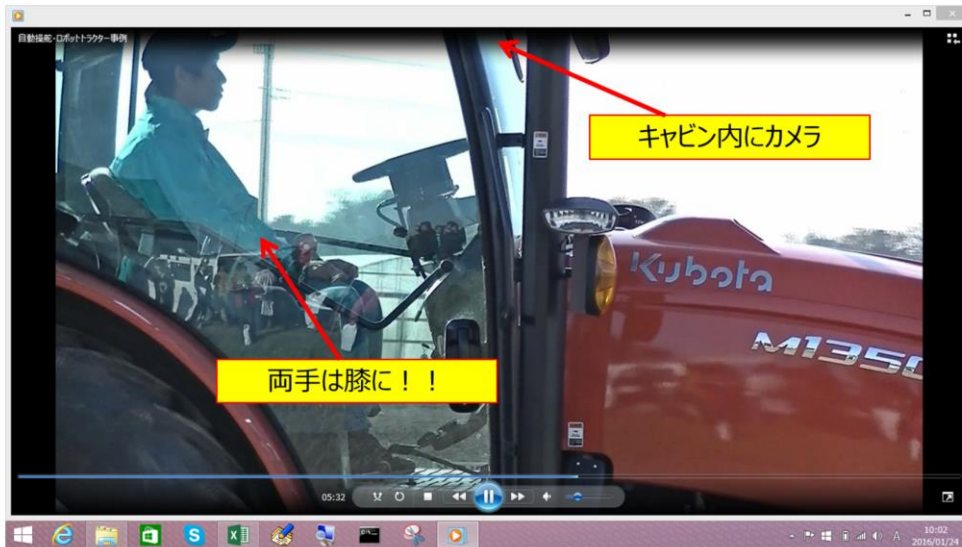 自動操舵・ロボットトラクター事例
キャビン内にカメラ
Kubota
M1350
両手は膝に！！
05:32
A
10:02
2016/01/24